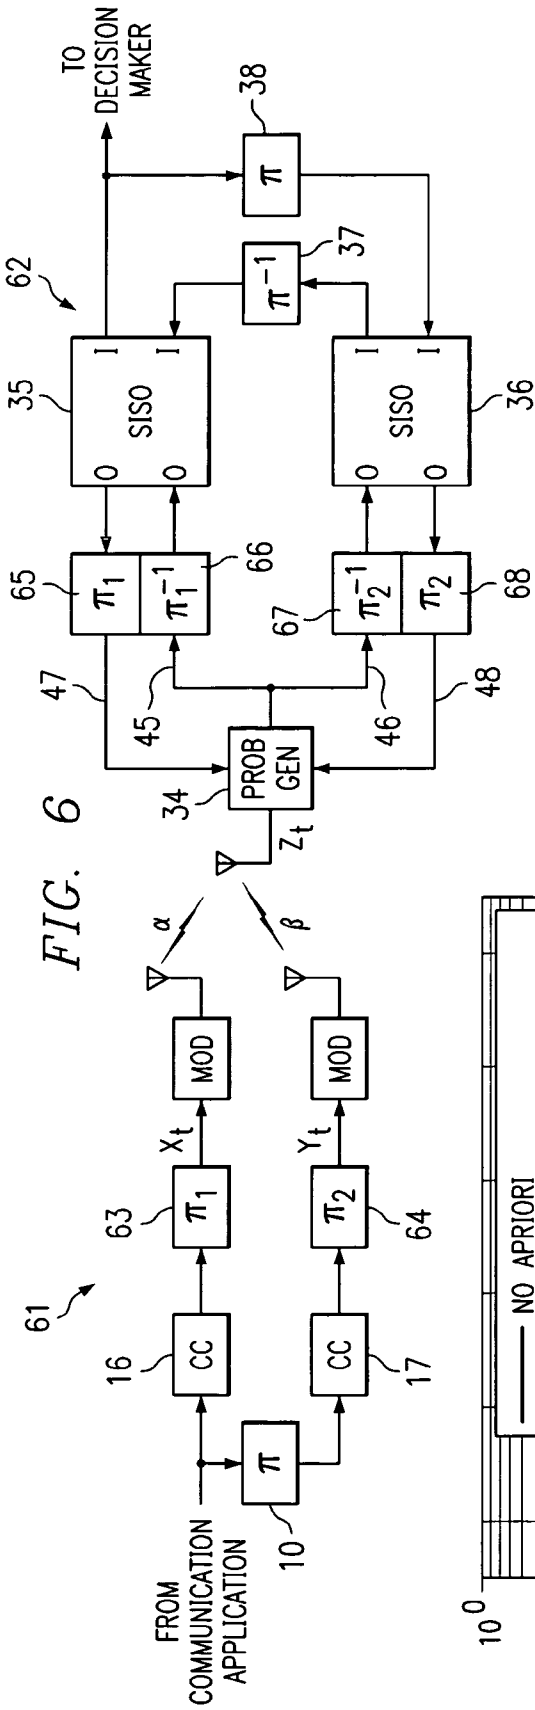 FIG. 6
61
62
FROM
COMMUNICATION
APPLICATION
10
π
16
CC
63
π₁
Xₜ
MOD
α
CC
17
π₂
64
Yₜ
MOD
β
Zₜ
34
PROB
GEN
47
45
46
48
65
π₁
π₁⁻¹
66
67
π₂⁻¹
π₂
68
35
O
I
SISO
O
I
O
I
SISO
O
I
36
π⁻¹
37
π
38
TO
DECISION
MAKER
10⁰
NO APRIORI